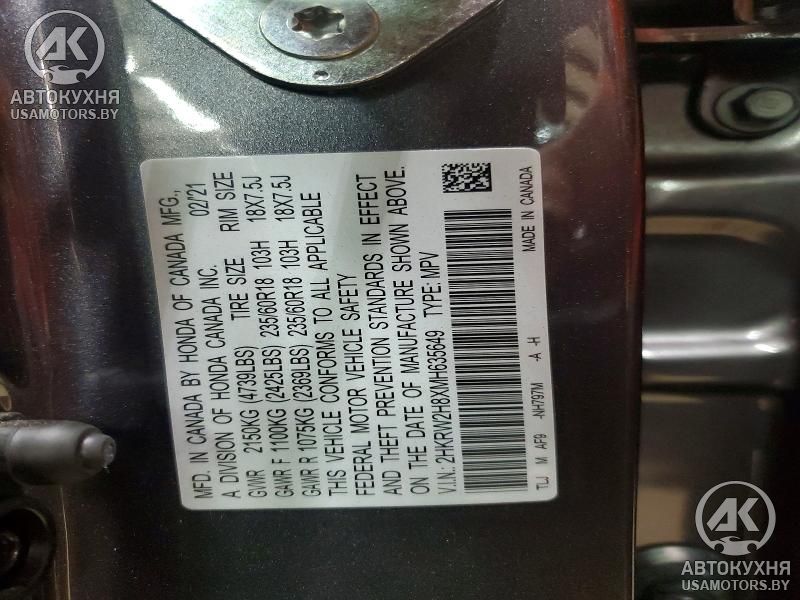 AK
АВТОКУХНЯ
USAMOTORS.BY
MFD. IN CANADA BY HONDA OF CANADA MFG.,
A DIVISION OF HONDA CANADA INC. 02/'21
GVWR 2150KG (4739LBS) TIRE SIZE RIM SIZE
GAWR F 1100KG (2425LBS) 235/60R18 103H 18X7.5J
GAWR R 1075KG (2369LBS) 235/60R18 103H 18X7.5J
THIS VEHICLE CONFORMS TO ALL APPLICABLE
FEDERAL MOTOR VEHICLE SAFETY
AND THEFT PREVENTION STANDARDS IN EFFECT
ON THE DATE OF MANUFACTURE SHOWN ABOVE.
V.I.N.: 2HKRW2H8XMH635649 TYPE: MPV
TLJ M AF9 -NH797M -A -H MADE IN CANADA
AK
АВТОКУХНЯ
USAMOTORS.BY